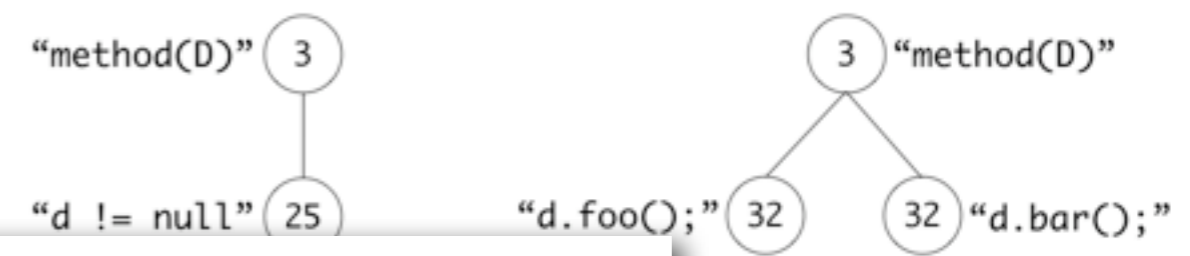 “method(D)” 3 3 “method(D)”
“d != null” 25 “d.foo();” 32 32 “d.bar();”